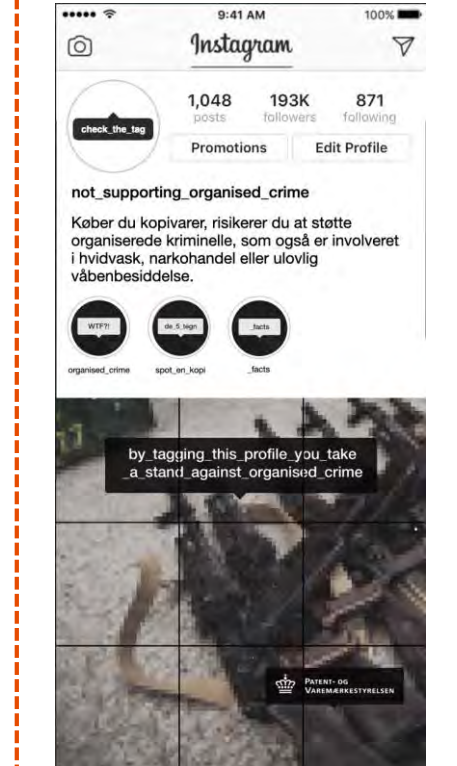 9:41 AM
100%
Instagram
check_the_tag
1,048
193K
871
posts
followers
following
Promotions
Edit Profile
not_supporting_organised_crime
Køber du kopivarer, risikerer du at støtte
organiserede kriminelle, som også er involveret
i hvidvask, narkohandel eller ulovlig
våbenbesiddelse.
WTF?!
de_5_tegn
_facts
organised_crime
spot_en_kopi
_facts
by_tagging_this_profile_you_take
_a_stand_against_organised_crime
PATENT- OG
VAREMÆRKESTYRELSEN